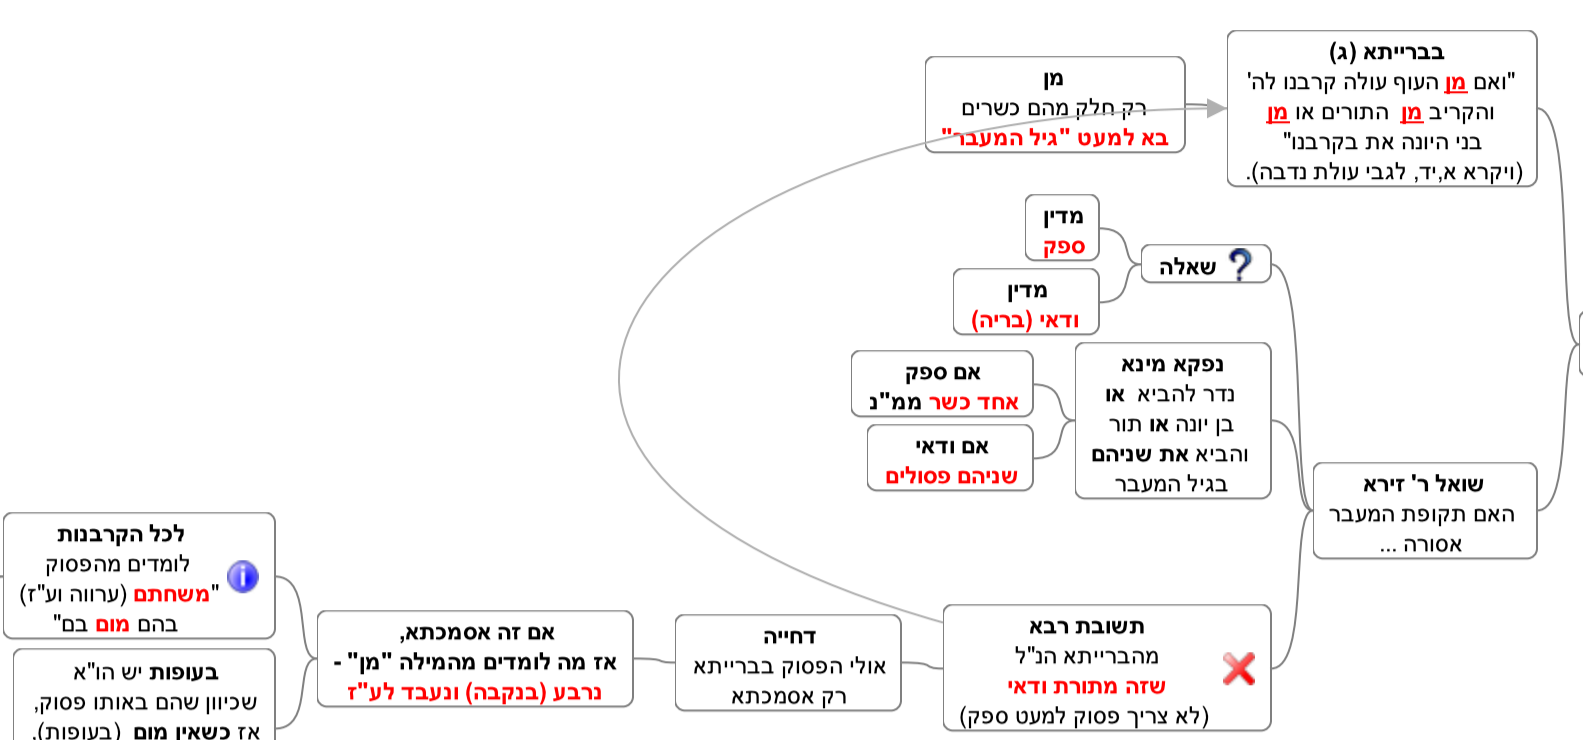 בברייתא (ג)
"ואם מן העוף עולה קרבנו לה'
והקריב מן התורים או מן
בני היונה את בקרבנו"
(ויקרא א,יד, לגבי עולת נדבה).
מן
רק חלק מהם כשרים
בא למעט "גיל המעבר"
שואל ר' זירא
האם תקופת המעבר
אסורה ...
שאלה
מדין
ספק
מדין
ודאי (בריה)
נפקא מינא
נדר להביא או
בן יונה או תור
והביא את שניהם
בגיל המעבר
אם ספק
אחד כשר ממ"נ
אם ודאי
שניהם פסולים
תשובת רבא
מהברייתא הנ"ל
שזה מתורת ודאי
(לא צריך פסוק למעט ספק)
דחייה
אולי הפסוק בברייתא
רק אסמכתא
אם זה אסמכתא,
אז מה לומדים מהמילה "מן" -
נרבע (בנקבה) ונעבד לע"ז
לכל הקרבנות
לומדים מהפסוק
"משחתם (ערווה וע"ז)
בהם מום בם"
בעופות יש הו"א
שכיוון שהם באותו פסוק,
אז כשאין מום (בעופות),